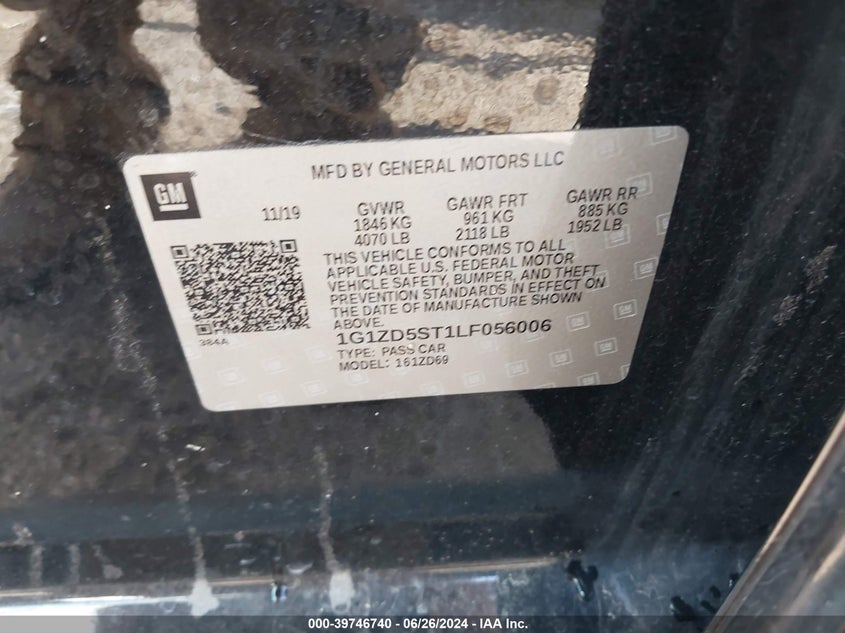 MFD BY GENERAL MOTORS LLC
GM
11/19
GVWR GAWR FRT GAWR RR
1846 KG 961 KG 885 KG
4070 LB 2118 LB 1952 LB
THIS VEHICLE CONFORMS TO ALL
APPLICABLE U.S. FEDERAL MOTOR
VEHICLE SAFETY, BUMPER, AND THEFT
PREVENTION STANDARDS IN EFFECT ON
THE DATE OF MANUFACTURE SHOWN
ABOVE.
384A
1G1ZD5ST1LF056006
TYPE: PASS CAR
MODEL: 161ZD69
000-39746740 / 06/26/2024 - IAA Inc.